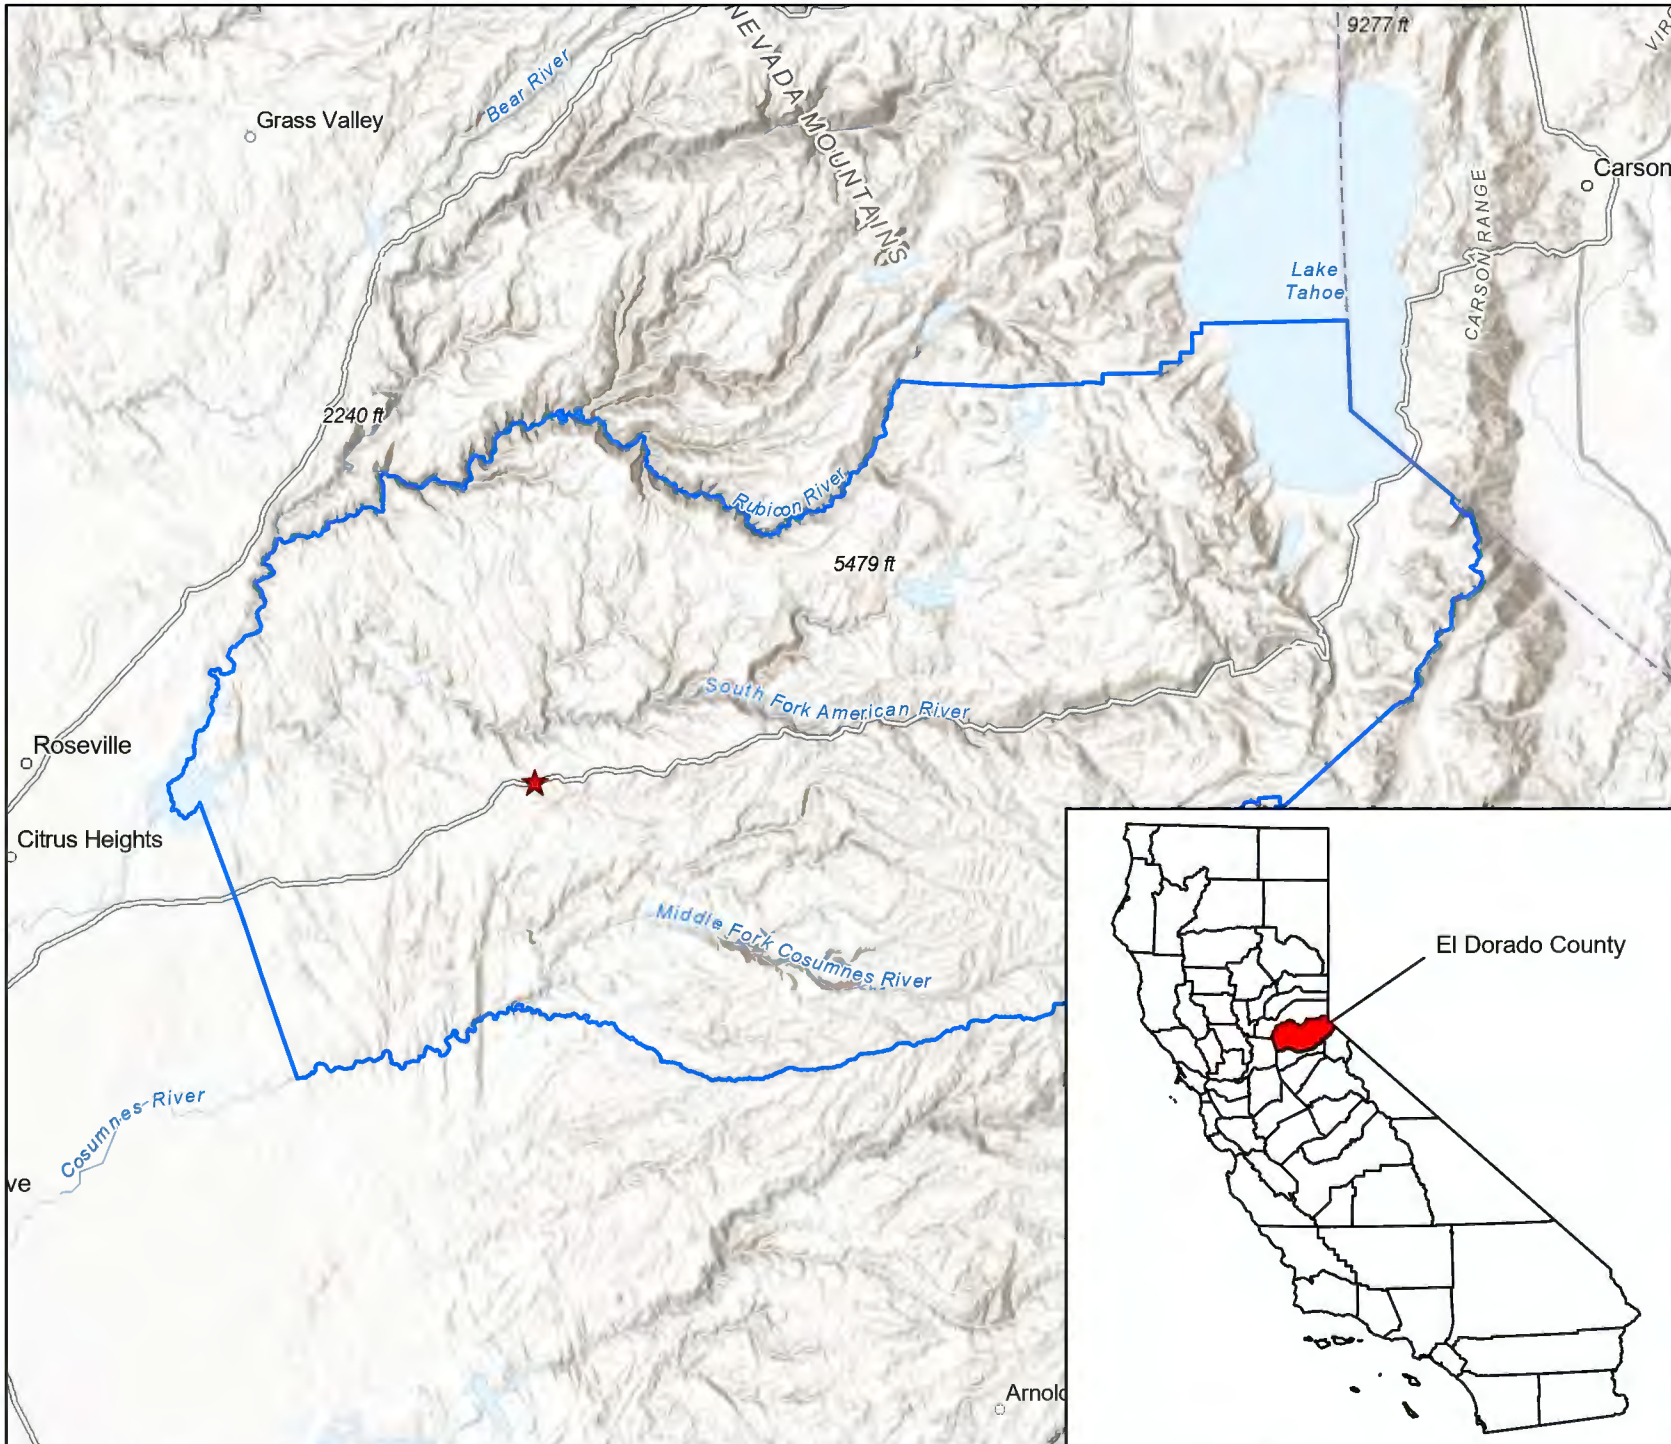 9277 ft
VIR
NEVADA MOUNTAINS
Bear River
Grass Valley
Carson
CARSON RANGE
Lake
Tahoe
2240 ft
Rubicon River
5479 ft
South Fork American River
Roseville
Citrus Heights
Middle Fork Cosumnes River
El Dorado County
Cosumnes River
ve
Arnold